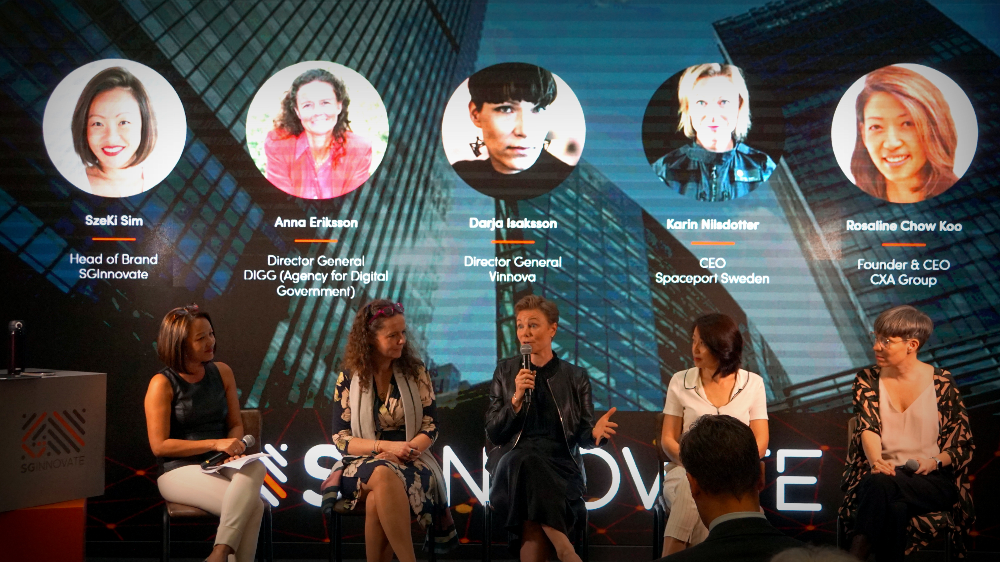 SzeKi Sim
Head of Brand
SGInnovate
Anna Eriksson
Director General
DIGG (Agency for Digital
Government)
Darja Isaksson
Director General
Vinnova
Karin Nilsdotter
CEO
Spaceport Sweden
Rosaline Chow Koo
Founder & CEO
CXA Group
SGINNOVATE
SGINNOVATE